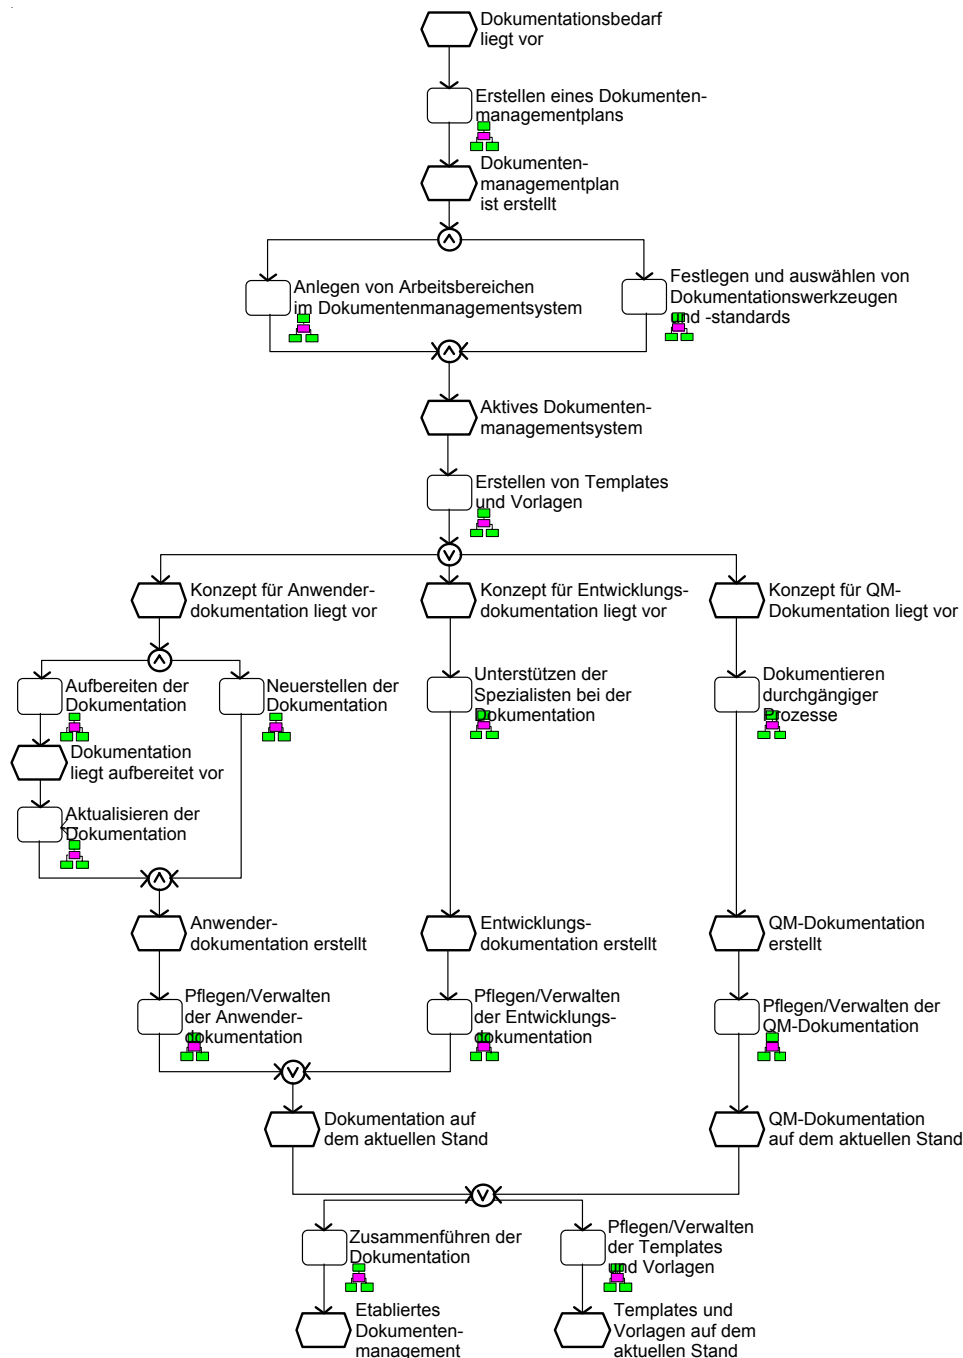 Dokumentationsbedarf
liegt vor
Erstellen eines Dokumenten-
managementplans
Dokumenten-
managementplan
ist erstellt
Anlegen von Arbeitsbereichen
im Dokumentenmanagementsystem
Festlegen und auswählen von
Dokumentationswerkzeugen
und -standards
Aktives Dokumenten-
managementsystem
Erstellen von Templates
und Vorlagen
Konzept für Anwender-
dokumentation liegt vor
Konzept für Entwicklungs-
dokumentation liegt vor
Konzept für QM-
Dokumentation liegt vor
Aufbereiten der
Dokumentation
Neuerstellen der
Dokumentation
Unterstützen der
Spezialisten bei der
Dokumentation
Dokumentieren
durchgängiger
Prozesse
Dokumentation
liegt aufbereitet vor
Aktualisieren der
Dokumentation
Anwender-
dokumentation erstellt
Entwicklungs-
dokumentation erstellt
QM-Dokumentation
erstellt
Pflegen/Verwalten
der Anwender-
dokumentation
Pflegen/Verwalten
der Entwicklungs-
dokumentation
Pflegen/Verwalten der
QM-Dokumentation
Dokumentation auf
dem aktuellen Stand
QM-Dokumentation
auf dem aktuellen Stand
Zusammenführen der
Dokumentation
Pflegen/Verwalten
der Templates
und Vorlagen
Etabliertes
Dokumenten-
management
Templates und
Vorlagen auf dem
aktuellen Stand